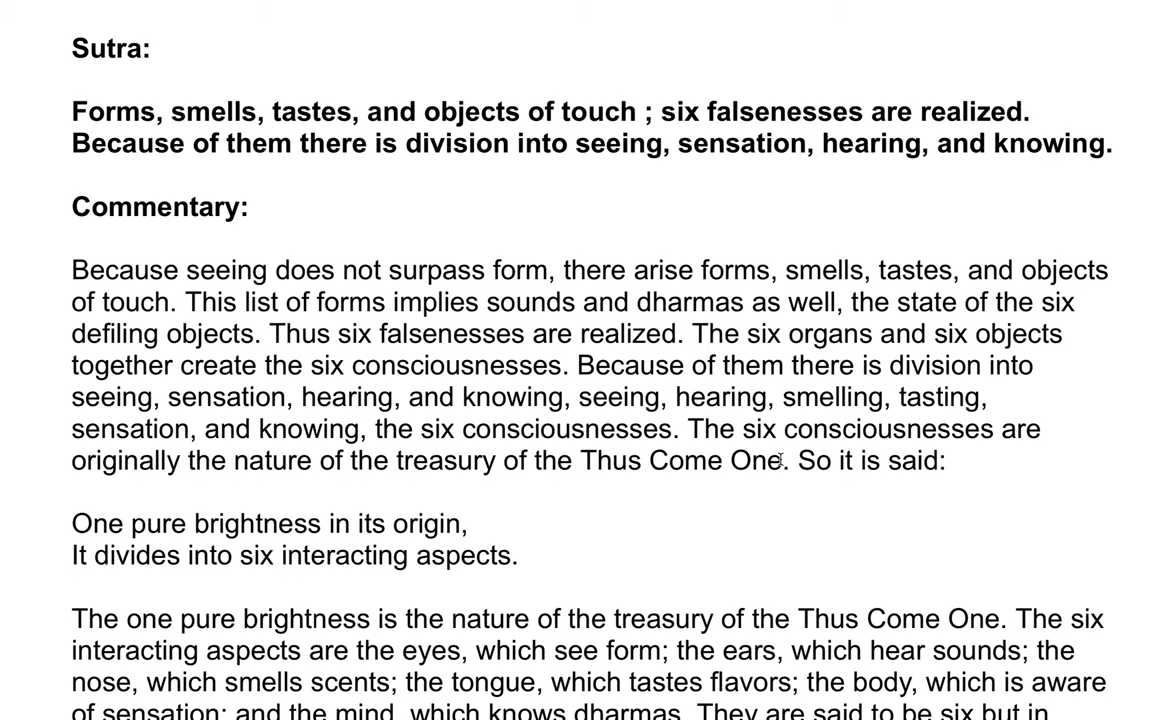 Sutra:
Forms, smells, tastes, and objects of touch ; six falsenesses are realized.
Because of them there is division into seeing, sensation, hearing, and knowing.
Commentary:
Because seeing does not surpass form, there arise forms, smells, tastes, and objects
of touch. This list of forms implies sounds and dharmas as well, the state of the six
defiling objects. Thus six falsenesses are realized. The six organs and six objects
together create the six consciousnesses. Because of them there is division into
seeing, sensation, hearing, and knowing, seeing, hearing, smelling, tasting,
sensation, and knowing, the six consciousnesses. The six consciousnesses are
originally the nature of the treasury of the Thus Come One. So it is said:
One pure brightness in its origin,
It divides into six interacting aspects.
The one pure brightness is the nature of the treasury of the Thus Come One. The six
interacting aspects are the eyes, which see form; the ears, which hear sounds; the
nose, which smells scents; the tongue, which tastes flavors; the body, which is aware
of sensation; and the mind, which knows dharmas. They are said to be six but in